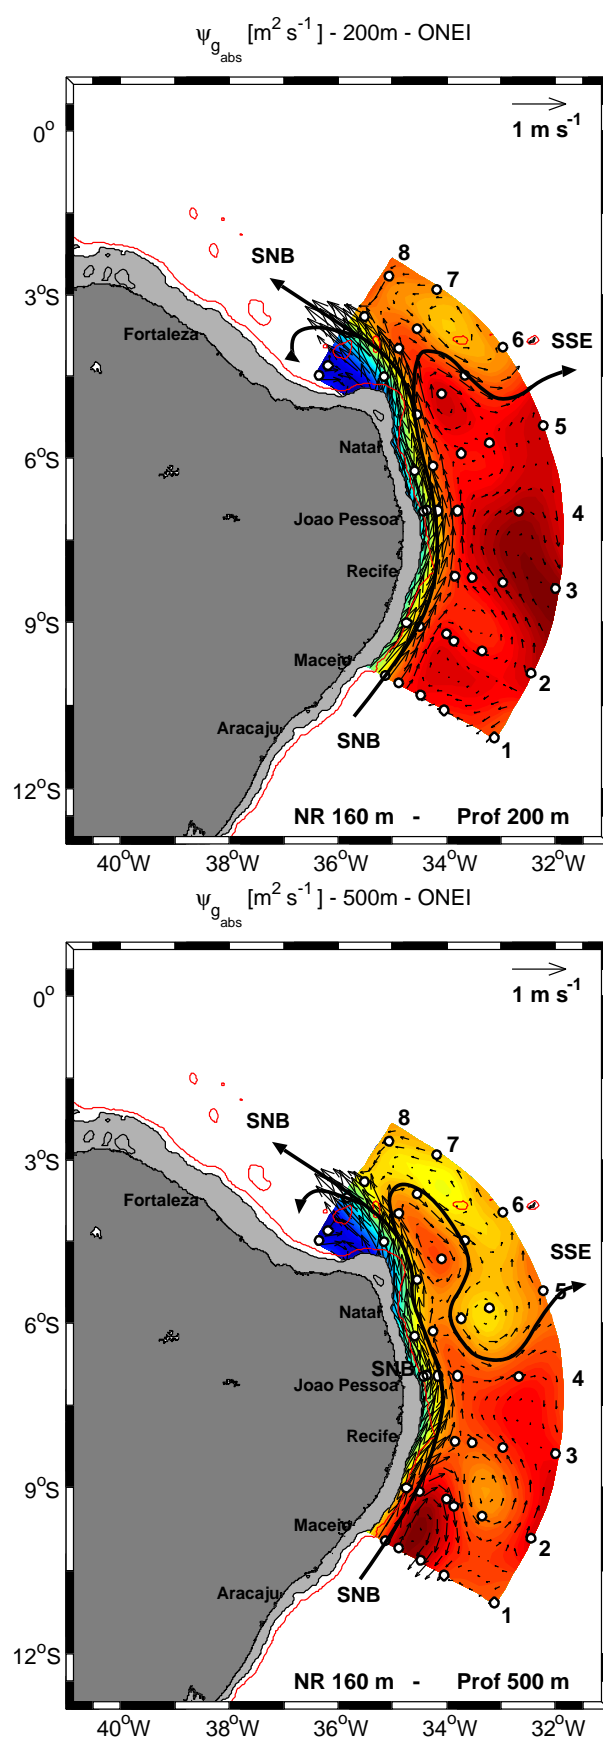 ψg_abs [m² s⁻¹] - 200m - ONEI
1 m s⁻¹
0°
8
SNB
7
3°S
6
SSE
Fortaleza
5
Natal
6°S
4
Joao Pessoa
Recife
3
9°S
Maceio
2
Aracaju
SNB
1
12°S
NR 160 m - Prof 200 m
40°W 38°W 36°W 34°W 32°W
ψg_abs [m² s⁻¹] - 500m - ONEI
1 m s⁻¹
0°
8
SNB
7
3°S
Fortaleza
6
SSE
5
Natal
6°S
SNB
4
Joao Pessoa
Recife
3
9°S
Maceio
2
Aracaju
SNB
1
12°S
NR 160 m - Prof 500 m
40°W 38°W 36°W 34°W 32°W